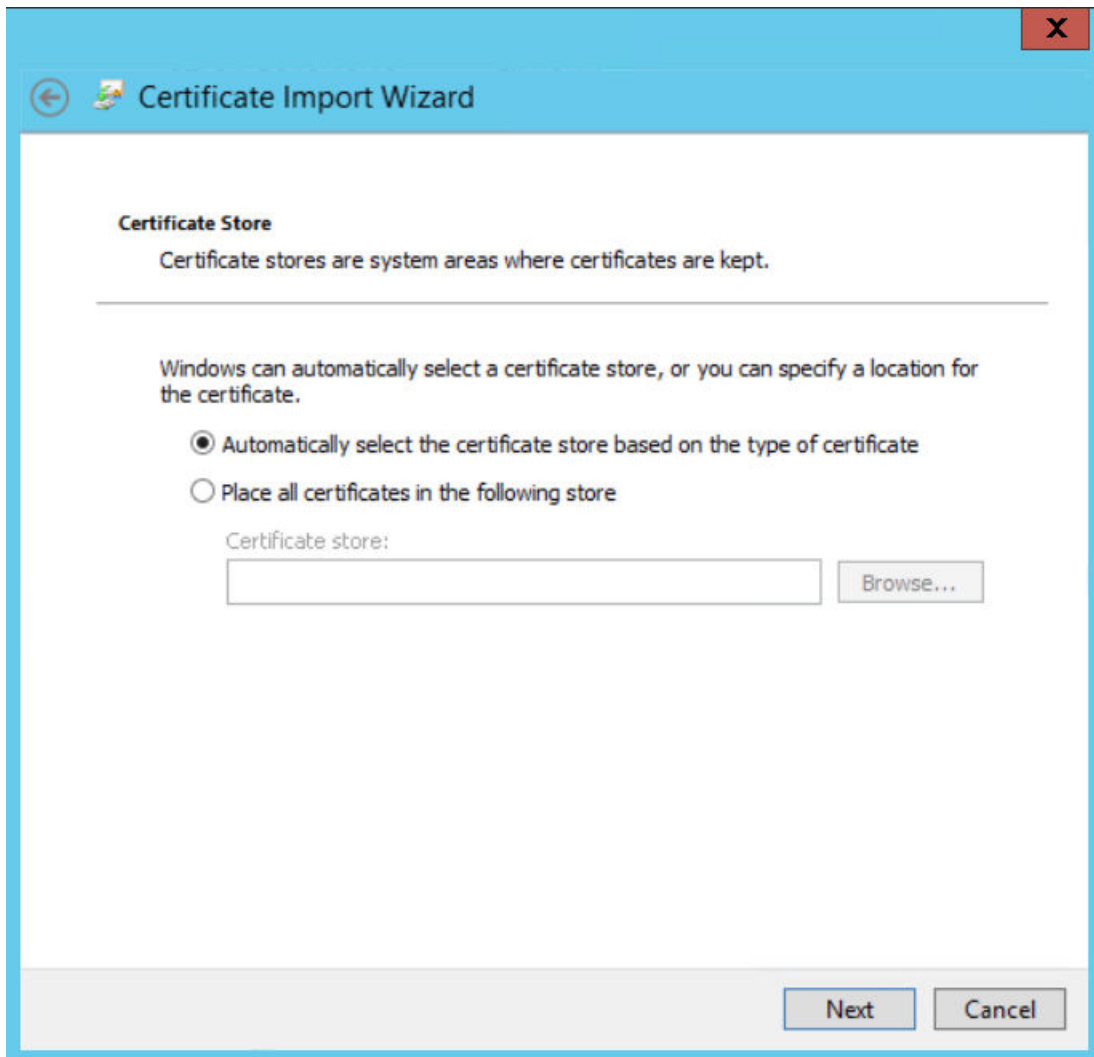 X
Certificate Import Wizard
Certificate Store
Certificate stores are system areas where certificates are kept.
Windows can automatically select a certificate store, or you can specify a location for
the certificate.
Automatically select the certificate store based on the type of certificate
Place all certificates in the following store
Certificate store:
Browse...
Next
Cancel